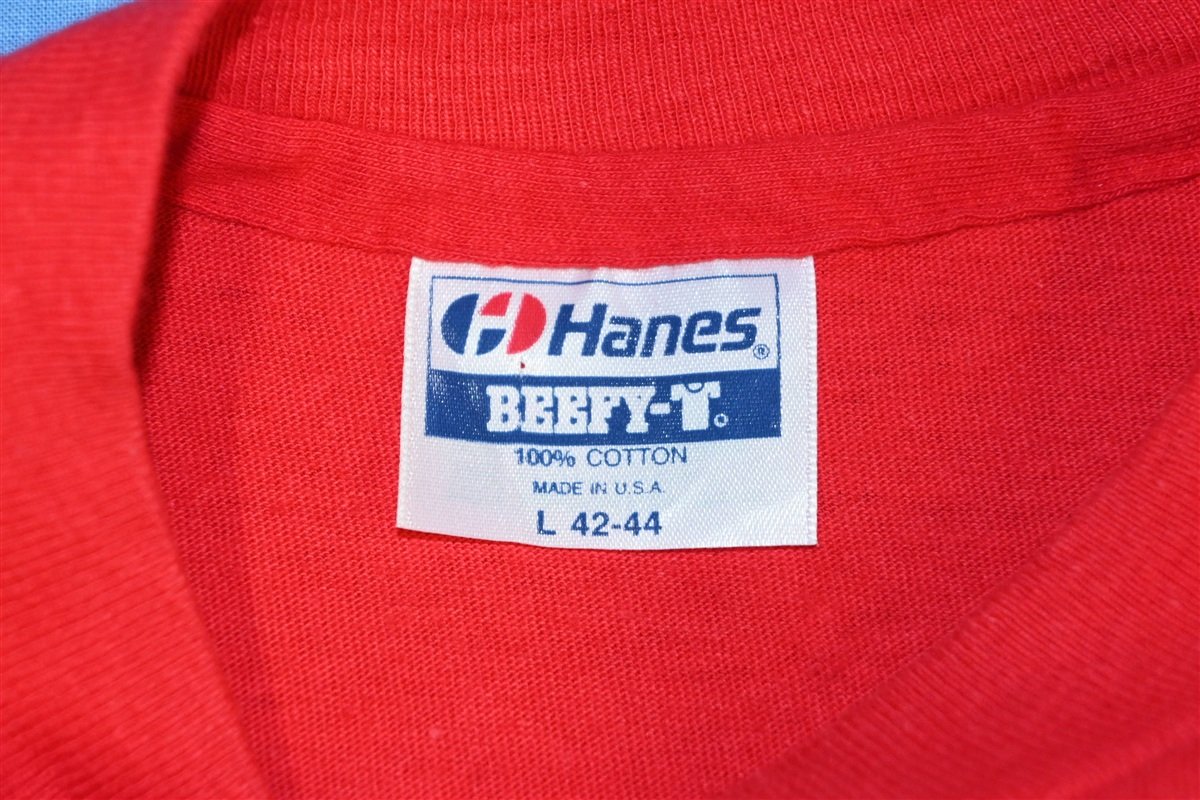 Hanes®
BEEFY-T®
100% COTTON
MADE IN U.S.A.
L 42-44